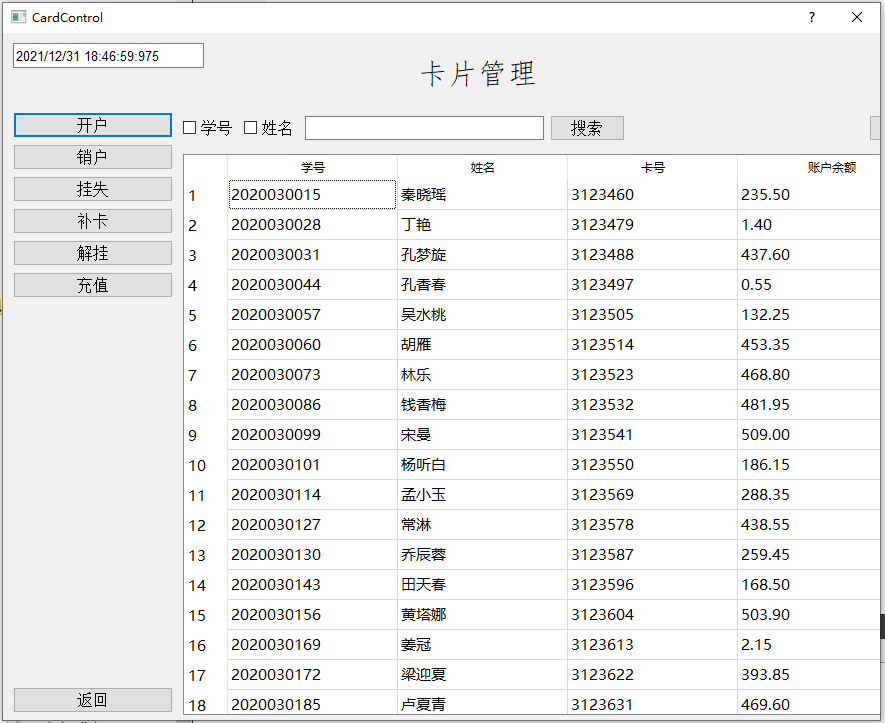 CardControl
2021/12/31 18:46:59:975
卡片管理
开户
学号 姓名 搜索
销户
挂失
补卡
解挂
充值
返回
学号 姓名 卡号 账户余额
1 2020030015 秦晓瑶 3123460 235.50
2 2020030028 丁艳 3123479 1.40
3 2020030031 孔梦旋 3123488 437.60
4 2020030044 孔香春 3123497 0.55
5 2020030057 吴水桃 3123505 132.25
6 2020030060 胡雁 3123514 453.35
7 2020030073 林乐 3123523 468.80
8 2020030086 钱香梅 3123532 481.95
9 2020030099 宋曼 3123541 509.00
10 2020030101 杨听白 3123550 186.15
11 2020030114 孟小玉 3123569 288.35
12 2020030127 常淋 3123578 438.55
13 2020030130 乔辰蓉 3123587 259.45
14 2020030143 田天春 3123596 168.50
15 2020030156 黄塔娜 3123604 503.90
16 2020030169 姜冠 3123613 2.15
17 2020030172 梁迎夏 3123622 393.85
18 2020030185 卢夏青 3123631 469.60